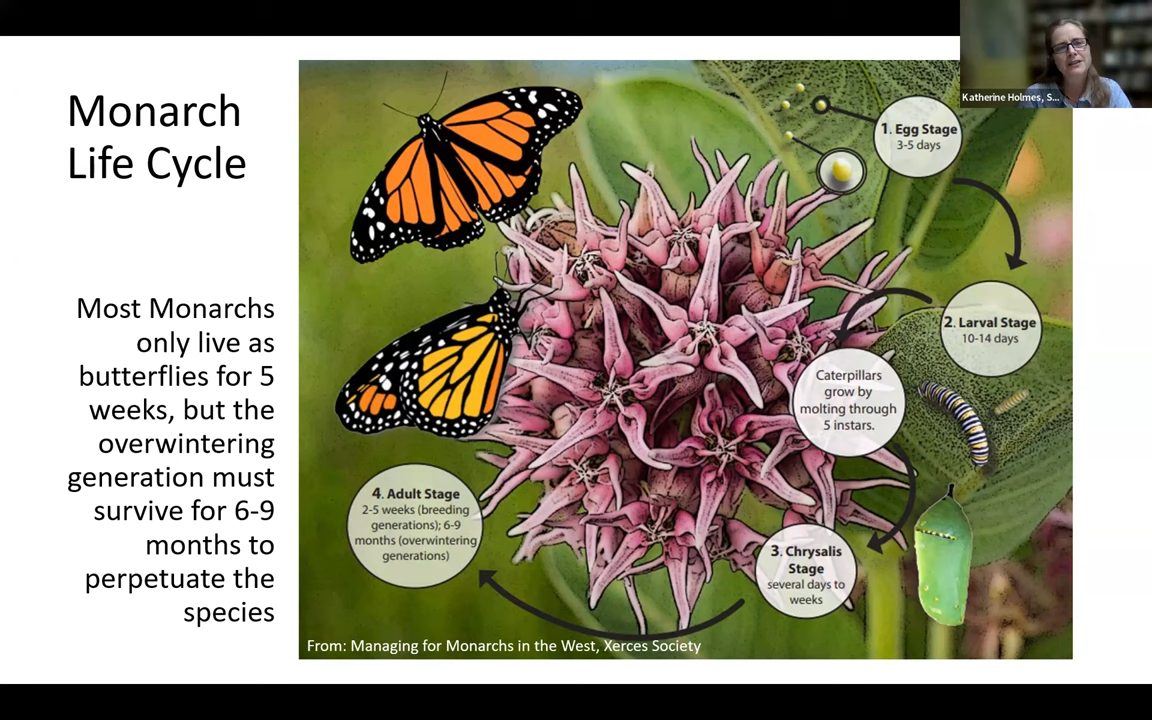 Monarch
Life Cycle
Most Monarchs
only live as
butterflies for 5
weeks, but the
overwintering
generation must
survive for 6-9
months to
perpetuate the
species
1. Egg Stage
3-5 days
2. Larval Stage
10-14 days
Caterpillars
grow by
molting through
5 instars.
3. Chrysalis
Stage
several days to
weeks
4. Adult Stage
2-5 weeks (breeding
generations); 6-9
months (overwintering
generations)
From: Managing for Monarchs in the West, Xerces Society
Katherine Holmes, S...